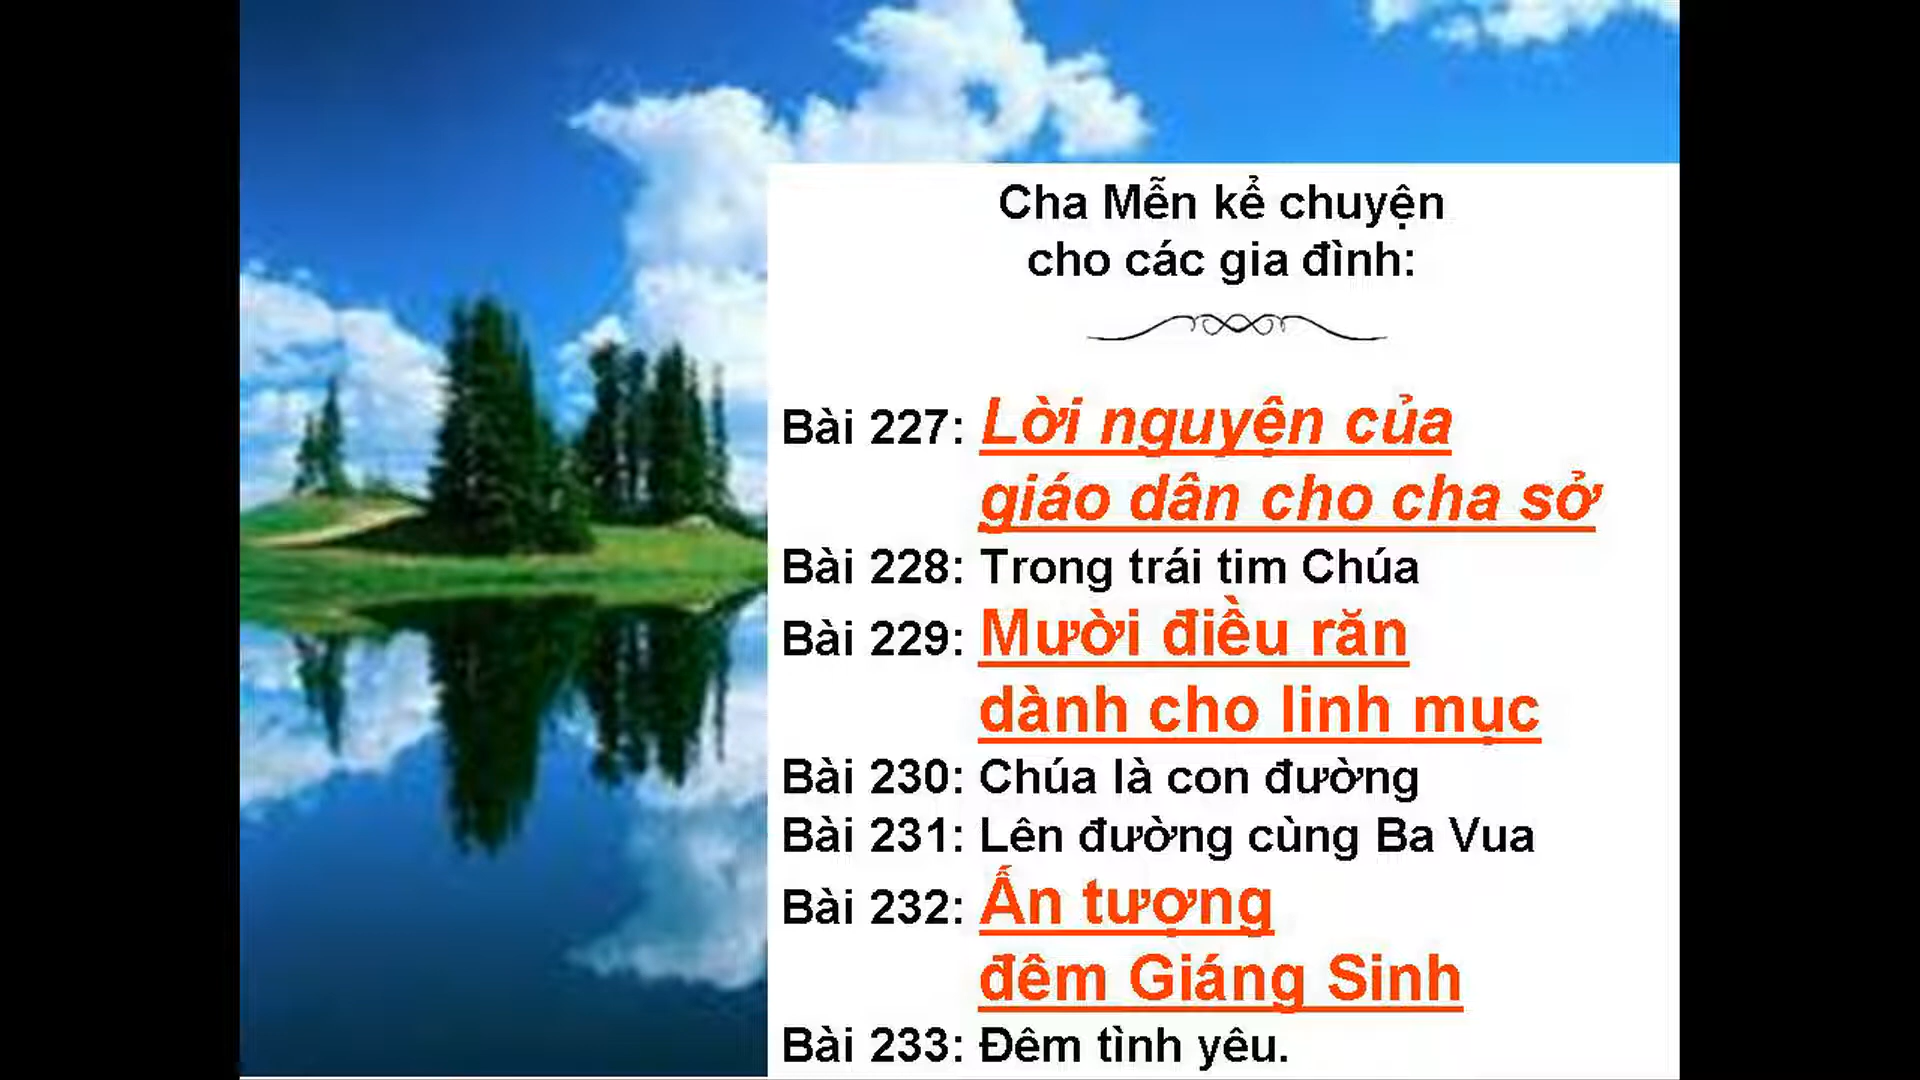 Cha Mễn kể chuyện
cho các gia đình:
Bài 227: Lời nguyện của
giáo dân cho cha sở
Bài 228: Trong trái tim Chúa
Bài 229: Mười điều răn
dành cho linh mục
Bài 230: Chúa là con đường
Bài 231: Lên đường cùng Ba Vua
Bài 232: Ấn tượng
đêm Giáng Sinh
Bài 233: Đêm tình yêu.